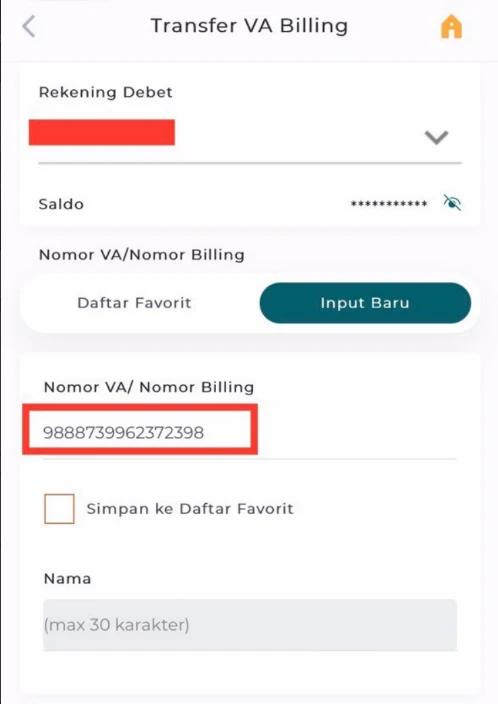 Transfer VA Billing
Rekening Debet
Saldo
***********
Nomor VA/Nomor Billing
Daftar Favorit
Input Baru
Nomor VA/ Nomor Billing
9888739962372398
Simpan ke Daftar Favorit
Nama
(max 30 karakter)